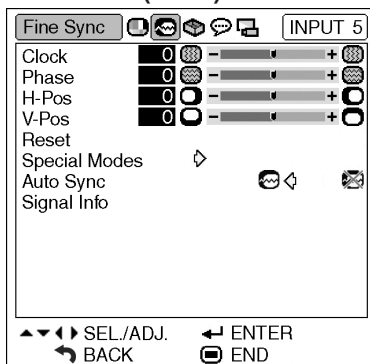 Fine Sync INPUT 5
Clock 0 - +
Phase 0 - +
H-Pos 0 - +
V-Pos 0 - +
Reset
Special Modes
Auto Sync
Signal Info
SEL./ADJ. ENTER
BACK END